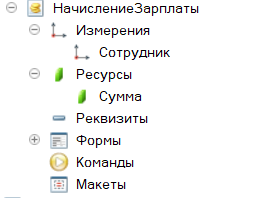 НачислениеЗарплаты
Измерения
Сотрудник
Ресурсы
Сумма
Реквизиты
Формы
Команды
Макеты